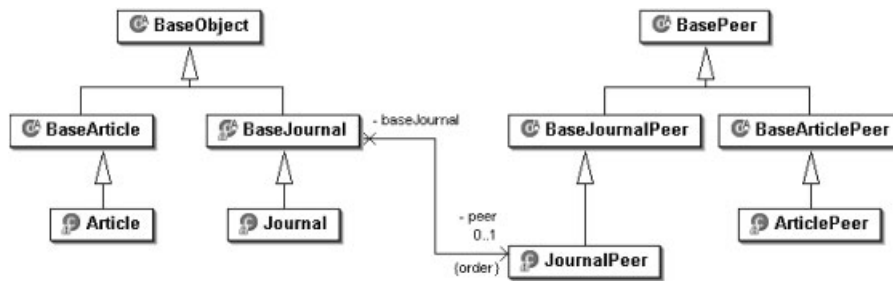 BaseObject
BasePeer
BaseArticle
BaseJournal
- baseJournal
BaseJournalPeer
BaseArticlePeer
Article
Journal
- peer
0..1
(order)
JournalPeer
ArticlePeer